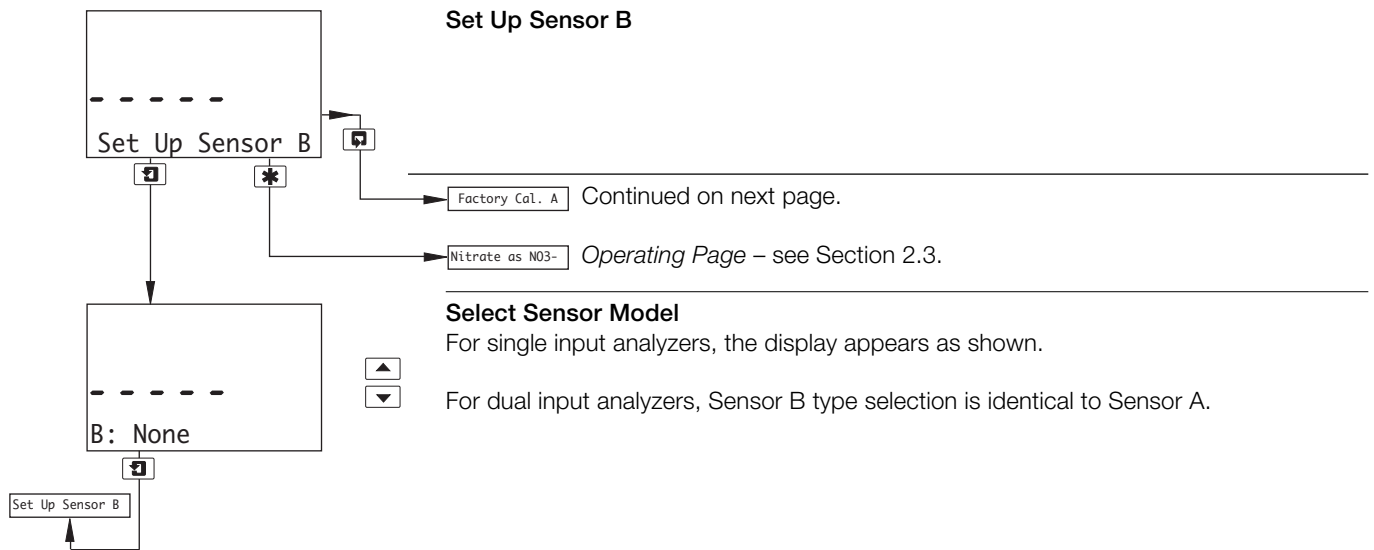 Set Up Sensor B
- - - - -
Set Up Sensor B
Factory Cal. A Continued on next page.
Nitrate as NO3- Operating Page – see Section 2.3.
Select Sensor Model
For single input analyzers, the display appears as shown.
For dual input analyzers, Sensor B type selection is identical to Sensor A.
- - - - -
B: None
Set Up Sensor B